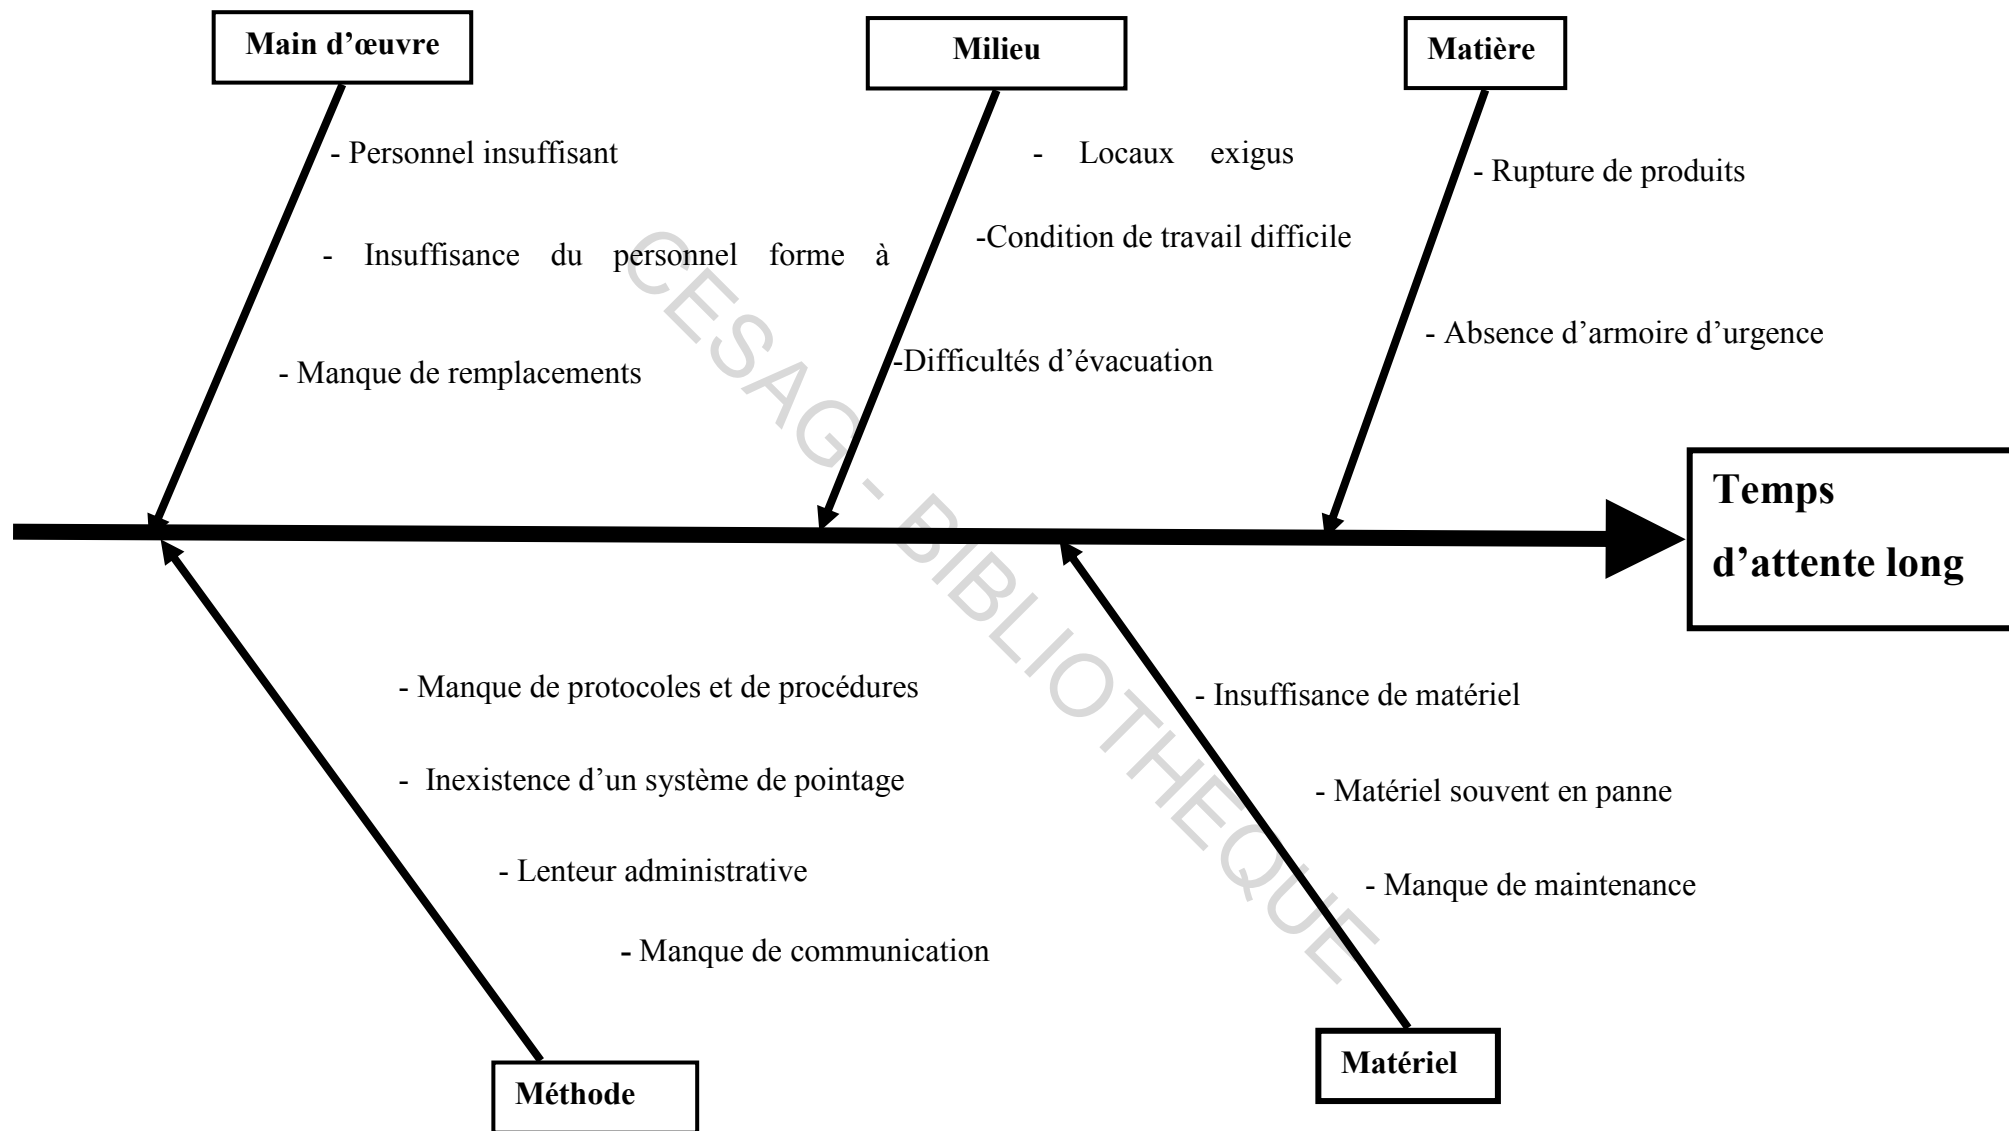 Main d’œuvre
Milieu
Matière
- Personnel insuffisant
- Insuffisance du personnel forme à
- Manque de remplacements
- Locaux exigus
-Condition de travail difficile
-Difficultés d’évacuation
- Rupture de produits
- Absence d’armoire d’urgence
Temps
d’attente long
- Manque de protocoles et de procédures
- Inexistence d’un système de pointage
- Lenteur administrative
- Manque de communication
- Insuffisance de matériel
- Matériel souvent en panne
- Manque de maintenance
Méthode
Matériel
CESAG - BIBLIOTHEQUE